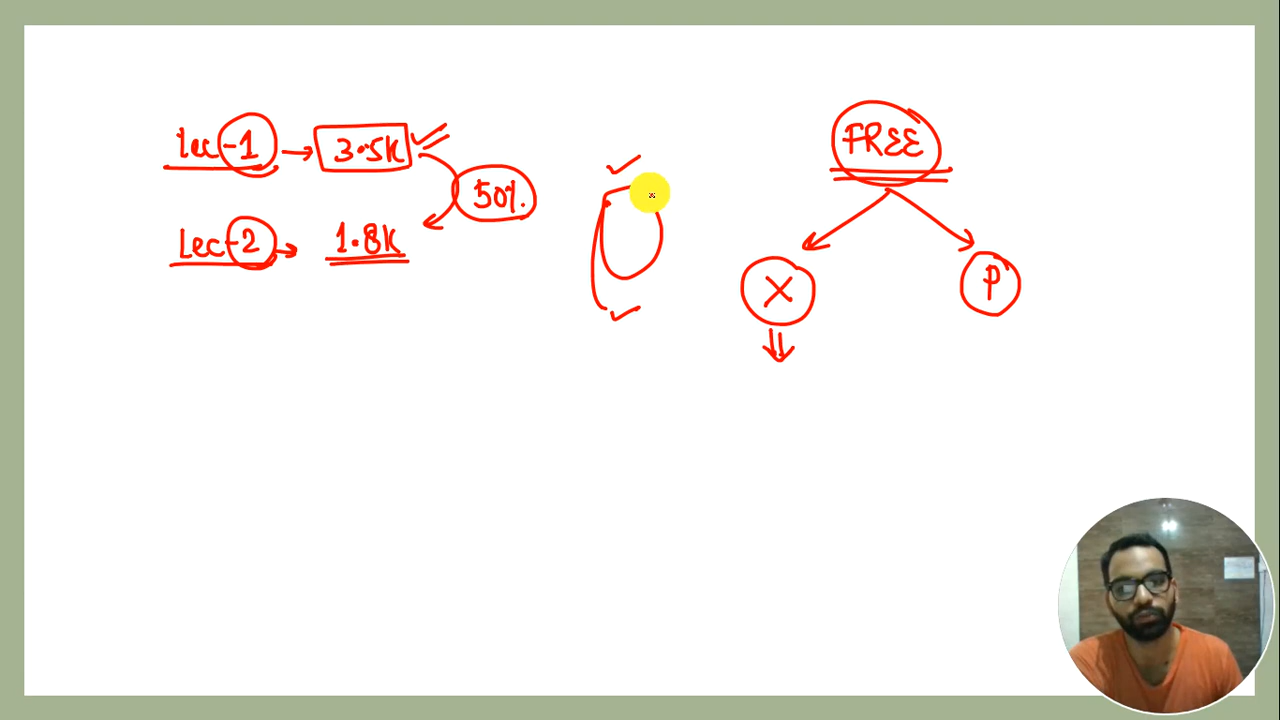 lec-1 → 3.5K
50%.
lec-2 → 1.8K
FREE
X
P